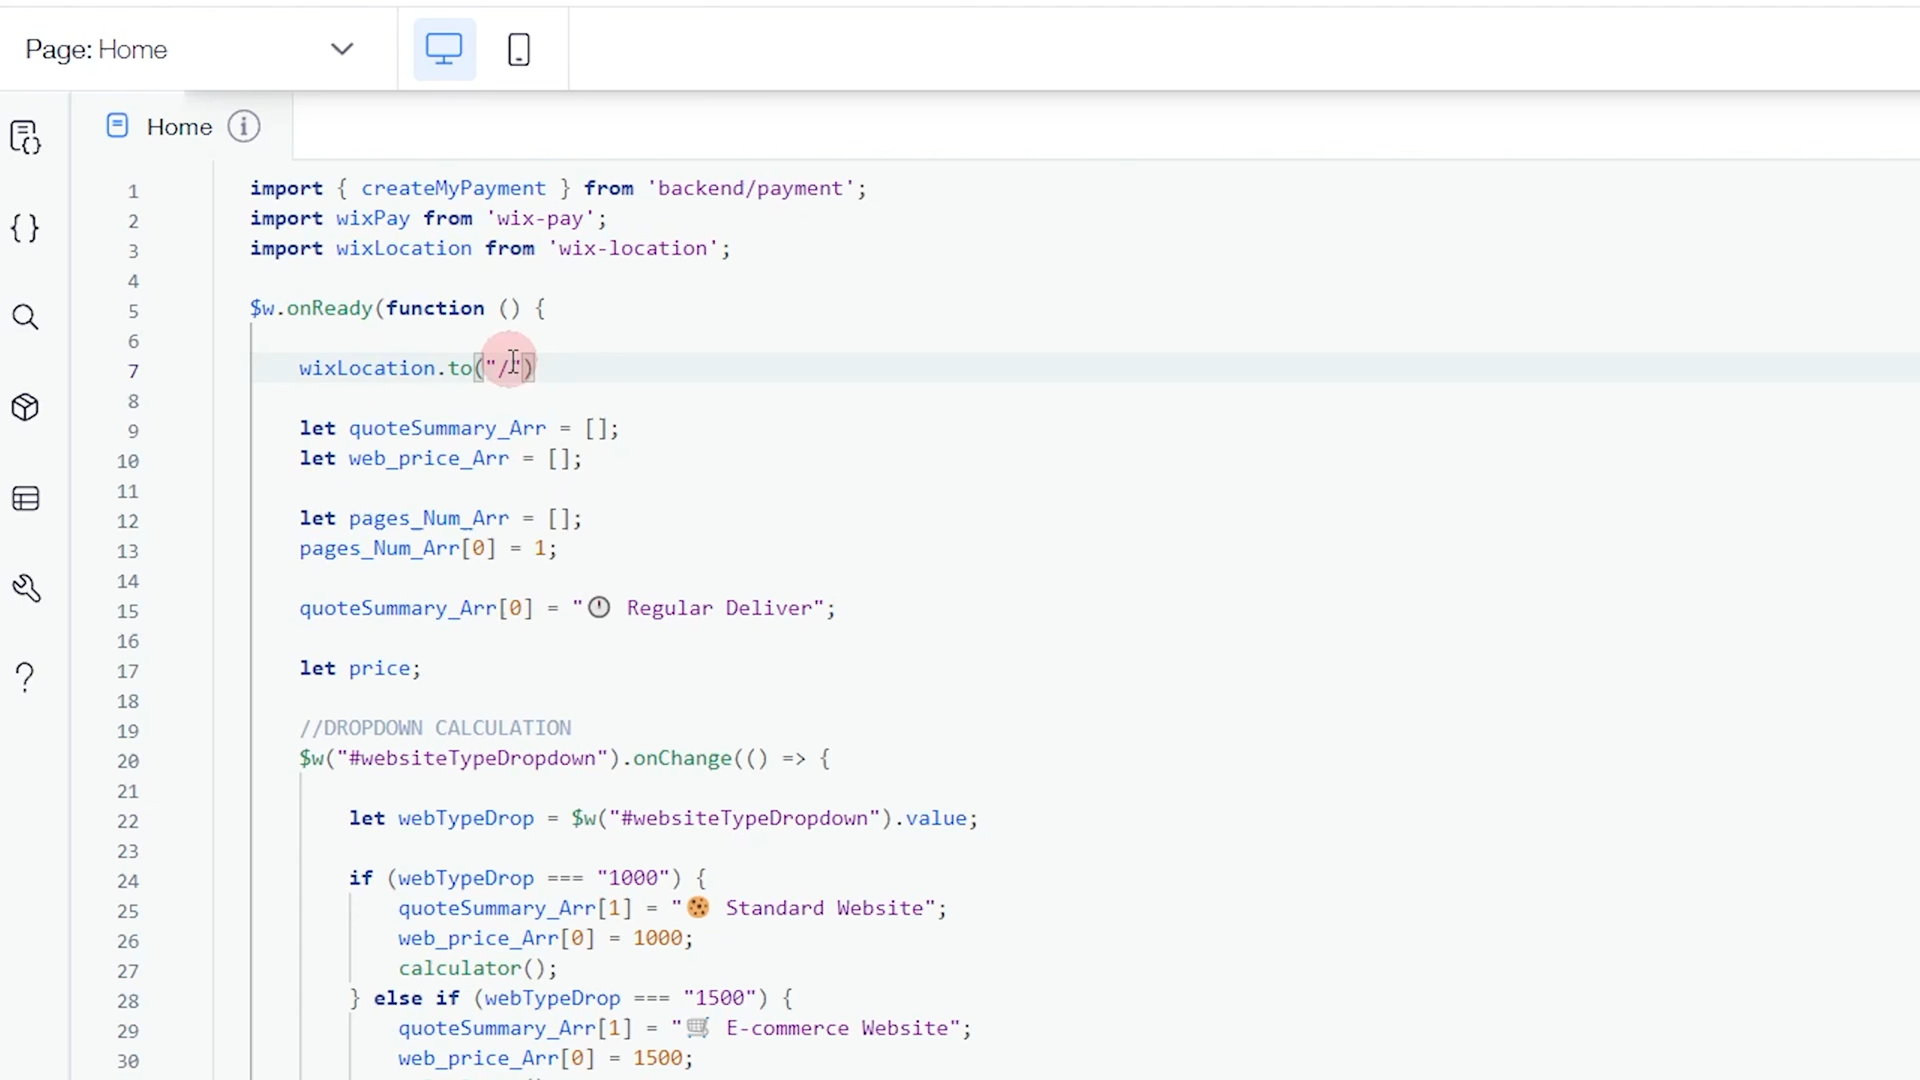 Page: Home
Home
1 import { createMyPayment } from 'backend/payment';
2 import wixPay from 'wix-pay';
3 import wixLocation from 'wix-location';
4
5 $w.onReady(function () {
6
7 wixLocation.to("/")
8
9 let quoteSummary_Arr = [];
10 let web_price_Arr = [];
11
12 let pages_Num_Arr = [];
13 pages_Num_Arr[0] = 1;
14
15 quoteSummary_Arr[0] = "🕛 Regular Deliver";
16
17 let price;
18
19 //DROPDOWN CALCULATION
20 $w("#websiteTypeDropdown").onChange(() => {
21
22 let webTypeDrop = $w("#websiteTypeDropdown").value;
23
24 if (webTypeDrop === "1000") {
25 quoteSummary_Arr[1] = "🍪 Standard Website";
26 web_price_Arr[0] = 1000;
27 calculator();
28 } else if (webTypeDrop === "1500") {
29 quoteSummary_Arr[1] = "🛒 E-commerce Website";
30 web_price_Arr[0] = 1500;